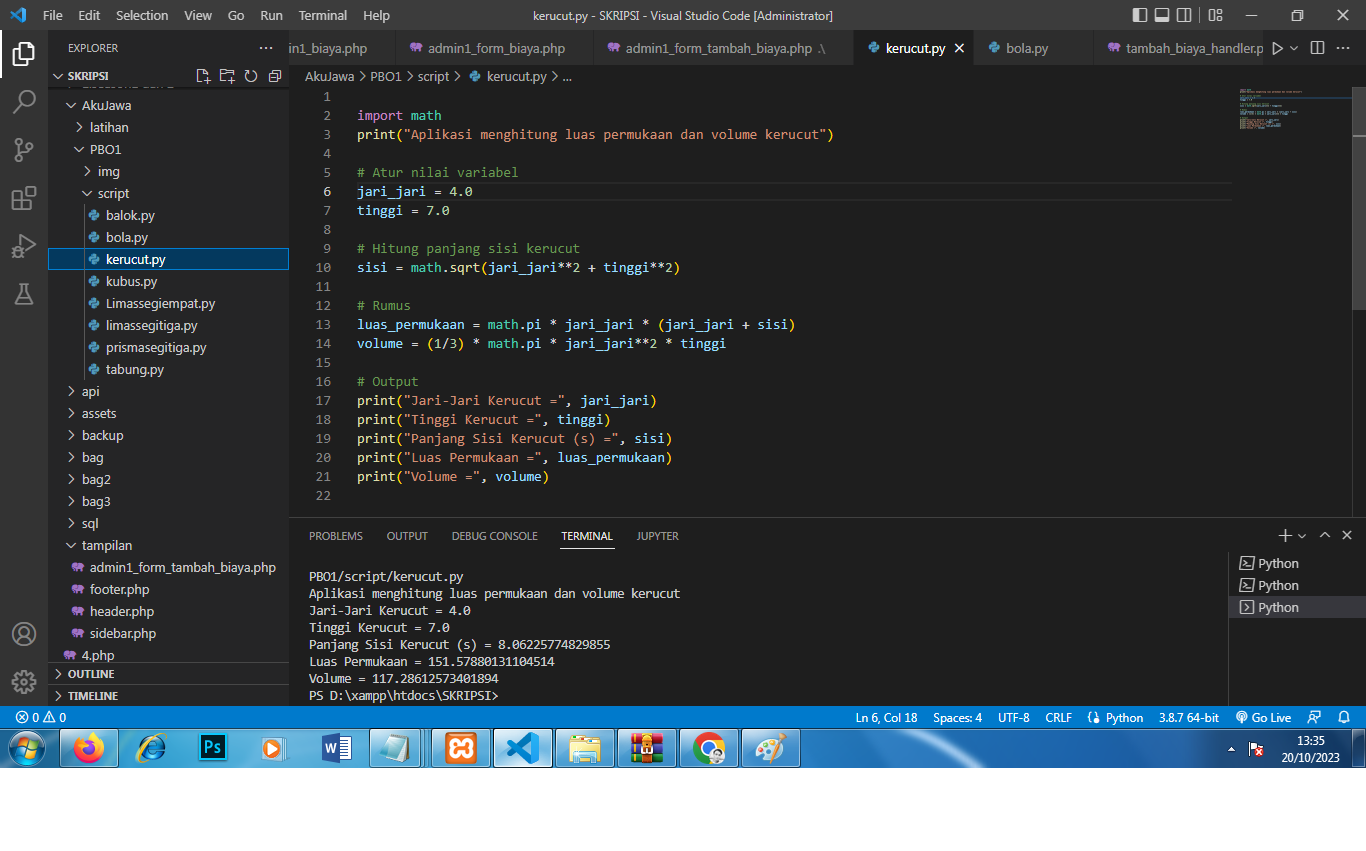 File Edit Selection View Go Run Terminal Help
kerucut.py - SKRIPSI - Visual Studio Code [Administrator]
EXPLORER
SKRIPSI
AkuJawa
latihan
PBO1
img
script
balok.py
bola.py
kerucut.py
kubus.py
Limassegiempat.py
limassegitiga.py
prismasegitiga.py
tabung.py
api
assets
backup
bag
bag2
bag3
sql
tampilan
admin1_form_tambah_biaya.php
footer.php
header.php
sidebar.php
4.php
OUTLINE
TIMELINE
in1_biaya.php admin1_form_biaya.php admin1_form_tambah_biaya.php .\ kerucut.py bola.py tambah_biaya_handler.p
AkuJawa > PBO1 > script > kerucut.py > ...
1
2 import math
3 print("Aplikasi menghitung luas permukaan dan volume kerucut")
4
5 # Atur nilai variabel
6 jari_jari = 4.0
7 tinggi = 7.0
8
9 # Hitung panjang sisi kerucut
10 sisi = math.sqrt(jari_jari**2 + tinggi**2)
11
12 # Rumus
13 luas_permukaan = math.pi * jari_jari * (jari_jari + sisi)
14 volume = (1/3) * math.pi * jari_jari**2 * tinggi
15
16 # Output
17 print("Jari-Jari Kerucut =", jari_jari)
18 print("Tinggi Kerucut =", tinggi)
19 print("Panjang Sisi Kerucut (s) =", sisi)
20 print("Luas Permukaan =", luas_permukaan)
21 print("Volume =", volume)
22
PROBLEMS OUTPUT DEBUG CONSOLE TERMINAL JUPYTER
PBO1/script/kerucut.py
Aplikasi menghitung luas permukaan dan volume kerucut
Jari-Jari Kerucut = 4.0
Tinggi Kerucut = 7.0
Panjang Sisi Kerucut (s) = 8.06225774829855
Luas Permukaan = 151.57880131104514
Volume = 117.28612573401894
PS D:\xampp\htdocs\SKRIPSI>
Python
Python
Python
0 0 Ln 6, Col 18 Spaces: 4 UTF-8 CRLF Python 3.8.7 64-bit Go Live
Ps
13:35
20/10/2023